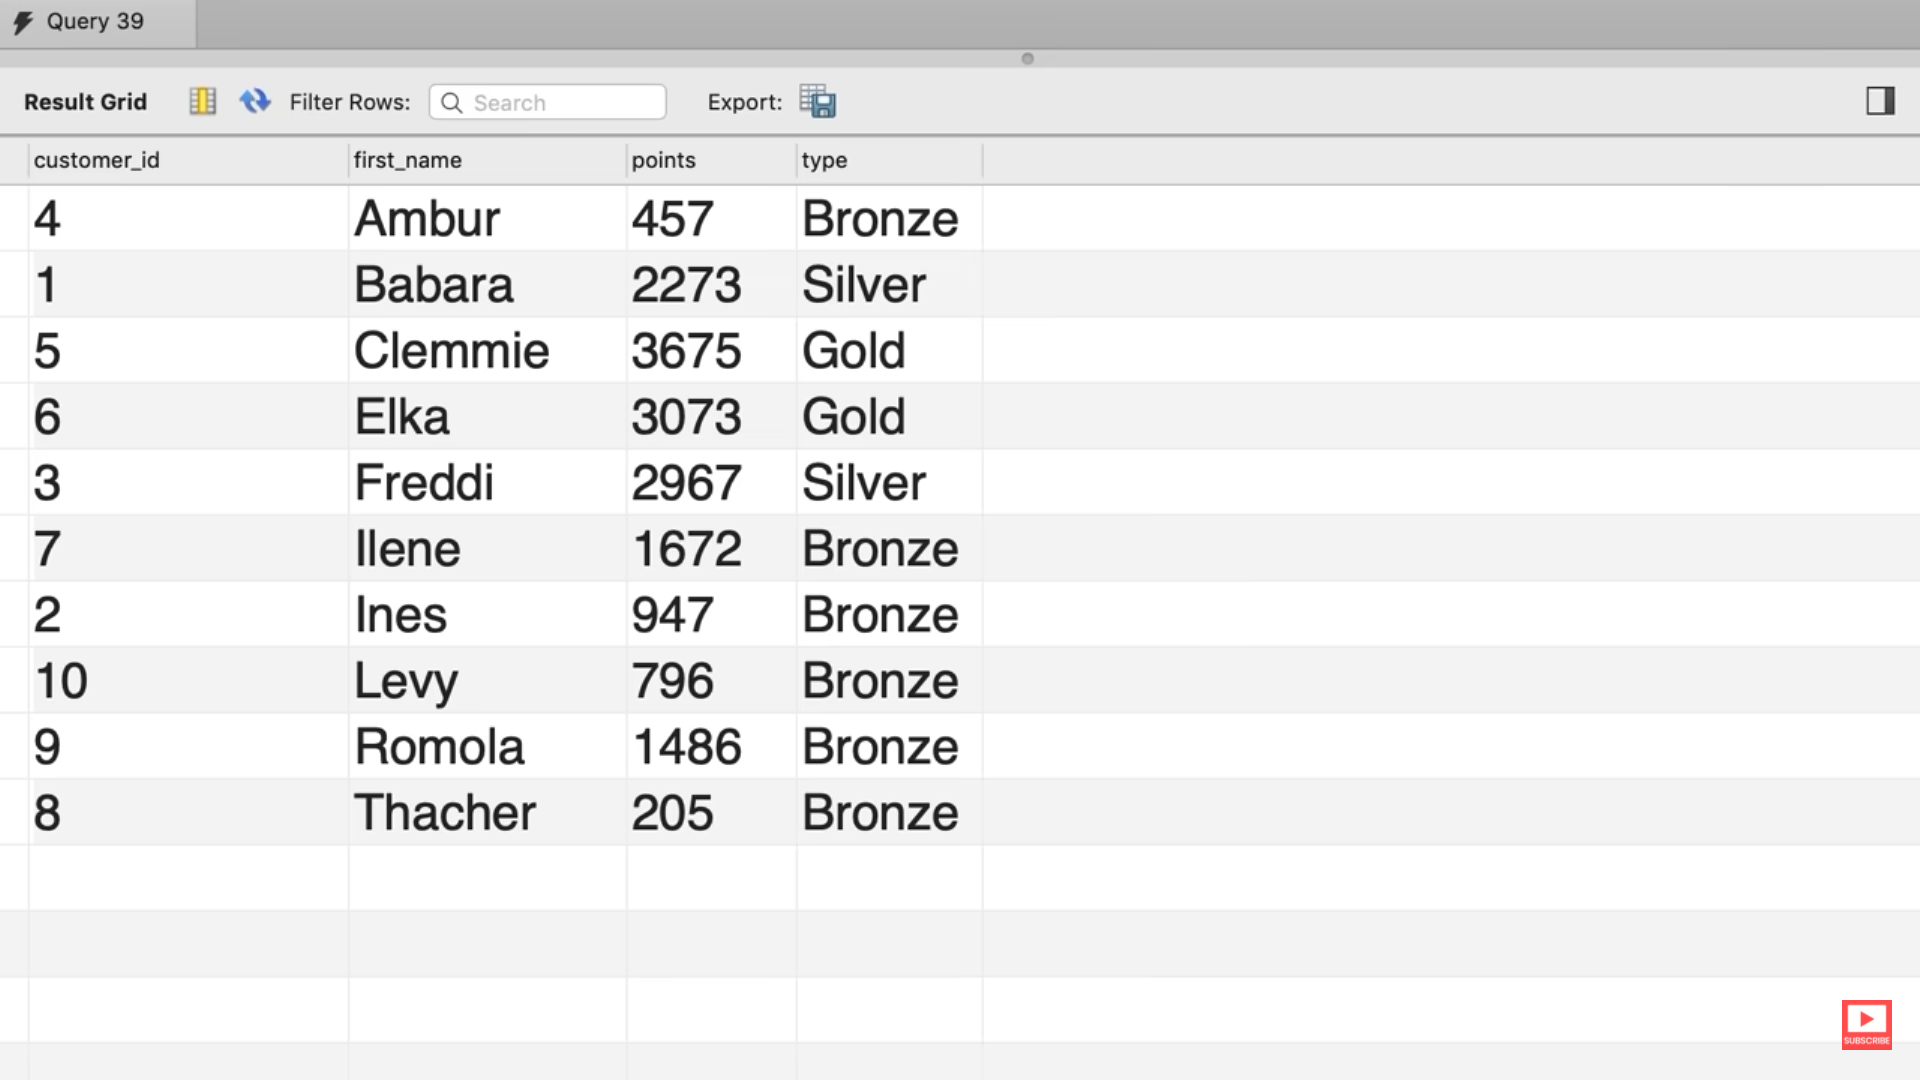 Query 39
Result Grid Filter Rows: Search Export:
customer_id first_name points type
4 Ambur 457 Bronze
1 Babara 2273 Silver
5 Clemmie 3675 Gold
6 Elka 3073 Gold
3 Freddi 2967 Silver
7 Ilene 1672 Bronze
2 Ines 947 Bronze
10 Levy 796 Bronze
9 Romola 1486 Bronze
8 Thacher 205 Bronze
SUBSCRIBE